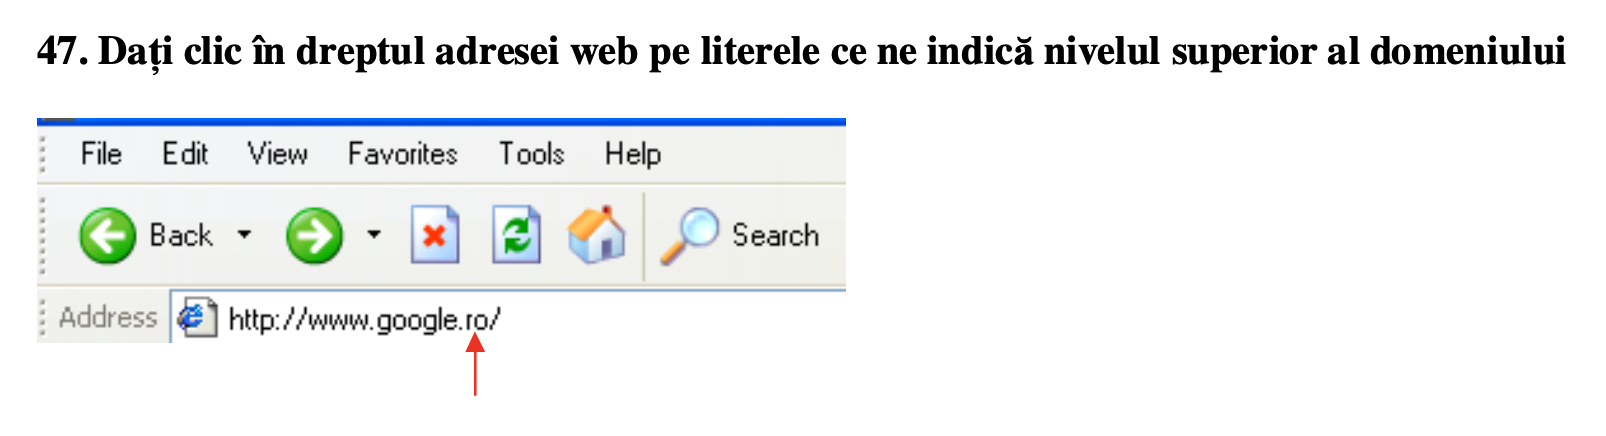 47. Dați clic în dreptul adresei web pe literele ce ne indică nivelul superior al domeniului
File Edit View Favorites Tools Help
Back Search
Address http://www.google.ro/